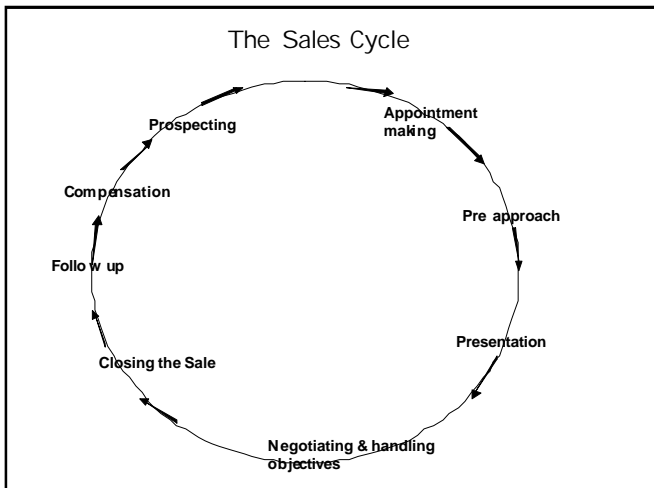 The Sales Cycle
Prospecting
Appointment
making
Pre approach
Presentation
Negotiating & handling
objectives
Closing the Sale
Follow up
Compensation